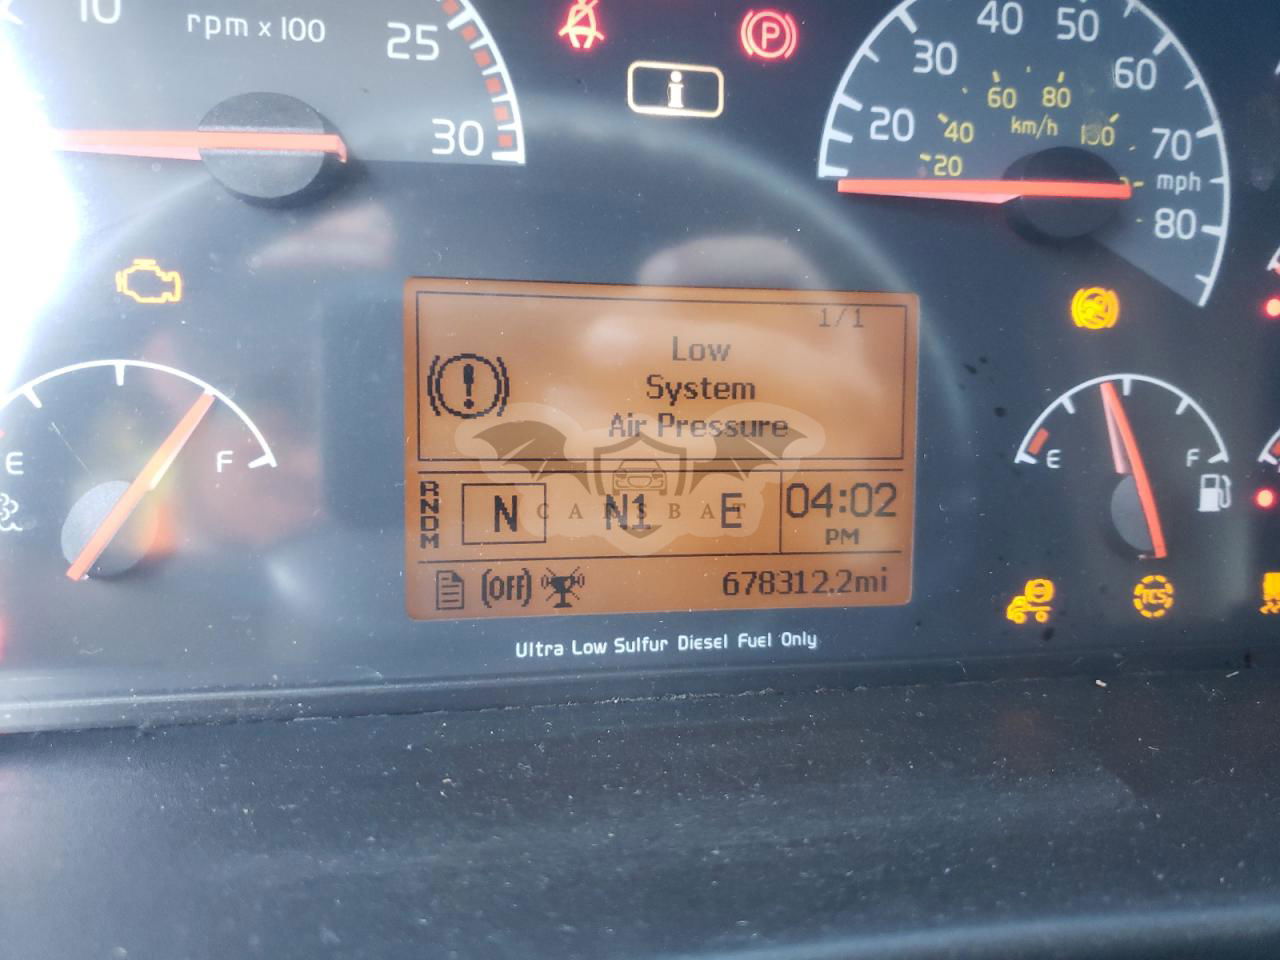 10
rpm x 100
25
30
P
i
20
30
40
50
60
70
80
mph
20
40
60
80
100
km/h
1/1
Low
System
Air Pressure
E
F
R
N
D
M
N
N1
E
04:02
PM
CARSBAT
(OFF)
678312.2mi
E
F
TCS
Ultra Low Sulfur Diesel Fuel Only